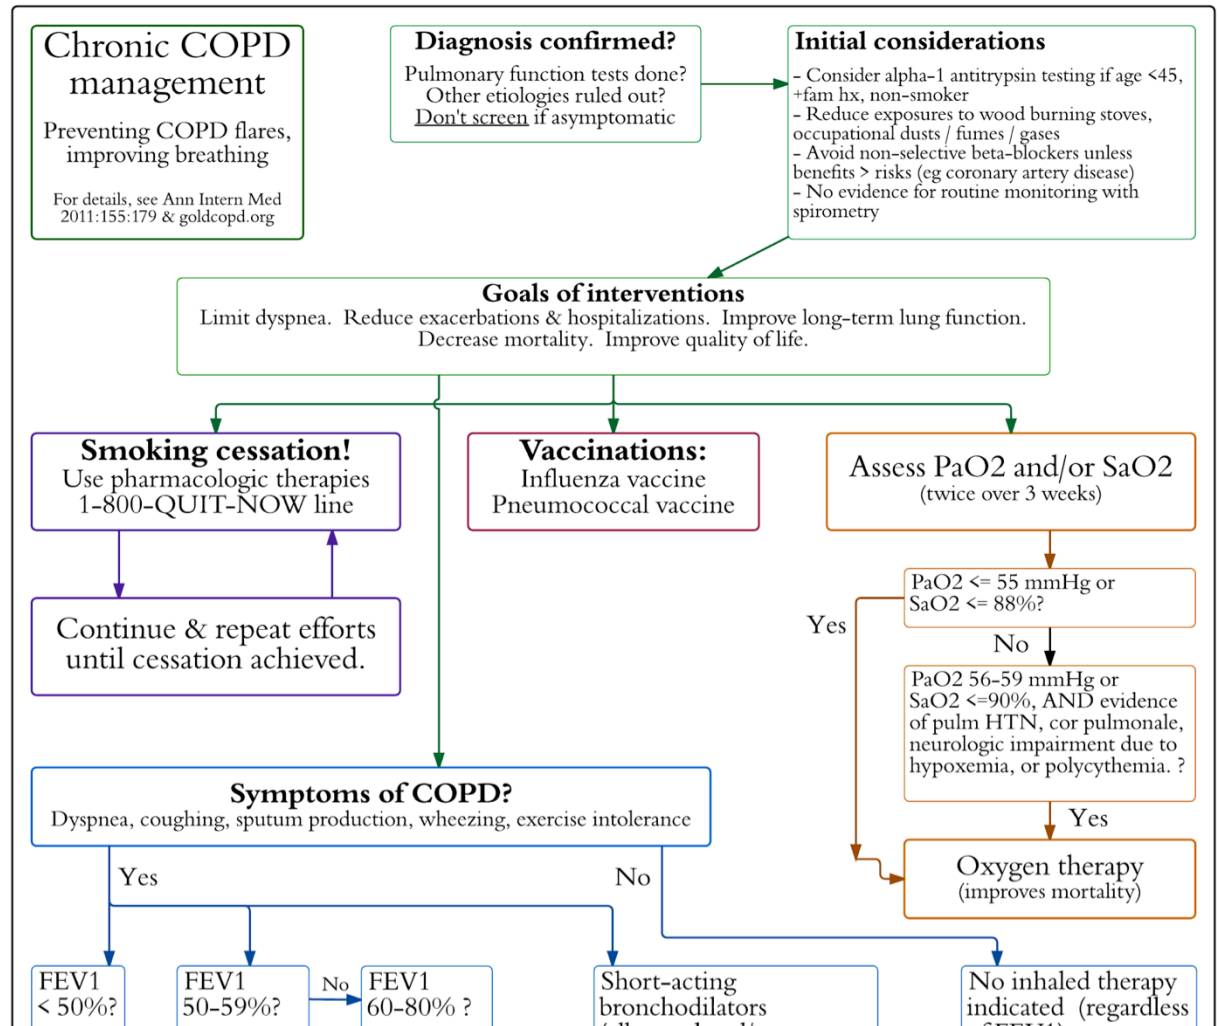 Chronic COPD
management
Preventing COPD flares,
improving breathing
For details, see Ann Intern Med
2011:155:179 & goldcopd.org
Diagnosis confirmed?
Pulmonary function tests done?
Other etiologies ruled out?
Don't screen if asymptomatic
Initial considerations
- Consider alpha-1 antitrypsin testing if age <45,
+fam hx, non-smoker
- Reduce exposures to wood burning stoves,
occupational dusts / fumes / gases
- Avoid non-selective beta-blockers unless
benefits > risks (eg coronary artery disease)
- No evidence for routine monitoring with
spirometry
Goals of interventions
Limit dyspnea. Reduce exacerbations & hospitalizations. Improve long-term lung function.
Decrease mortality. Improve quality of life.
Smoking cessation!
Use pharmacologic therapies
1-800-QUIT-NOW line
Continue & repeat efforts
until cessation achieved.
Vaccinations:
Influenza vaccine
Pneumococcal vaccine
Assess PaO2 and/or SaO2
(twice over 3 weeks)
PaO2 <= 55 mmHg or
SaO2 <= 88%?
Yes
No
PaO2 56-59 mmHg or
SaO2 <=90%, AND evidence
of pulm HTN, cor pulmonale,
neurologic impairment due to
hypoxemia, or polycythemia. ?
Yes
Oxygen therapy
(improves mortality)
Symptoms of COPD?
Dyspnea, coughing, sputum production, wheezing, exercise intolerance
Yes
No
FEV1
< 50%?
FEV1
50-59%?
No
FEV1
60-80% ?
Short-acting
bronchodilators
No inhaled therapy
indicated (regardless